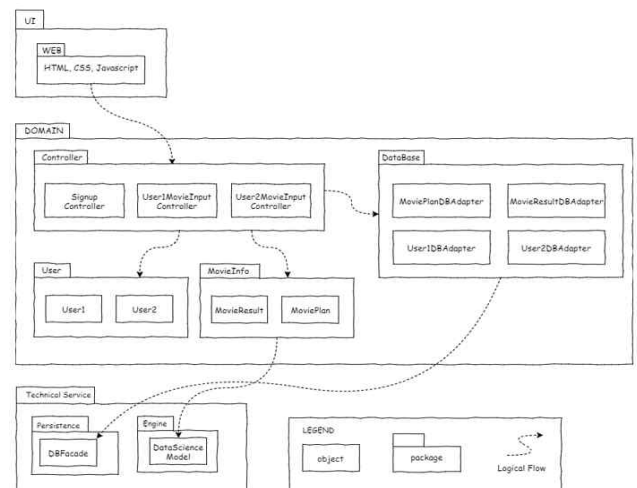 UI
WEB
HTML, CSS, Javascript
DOMAIN
Controller
Signup
Controller
User1MovieInput
Controller
User2MovieInput
Controller
DataBase
MoviePlanDBAdapter
MovieResultDBAdapter
User1DBAdapter
User2DBAdapter
User
User1
User2
MovieInfo
MovieResult
MoviePlan
Technical Service
Persistence
DBFacade
Engine
DataScience
Model
LEGEND
object
package
Logical Flow